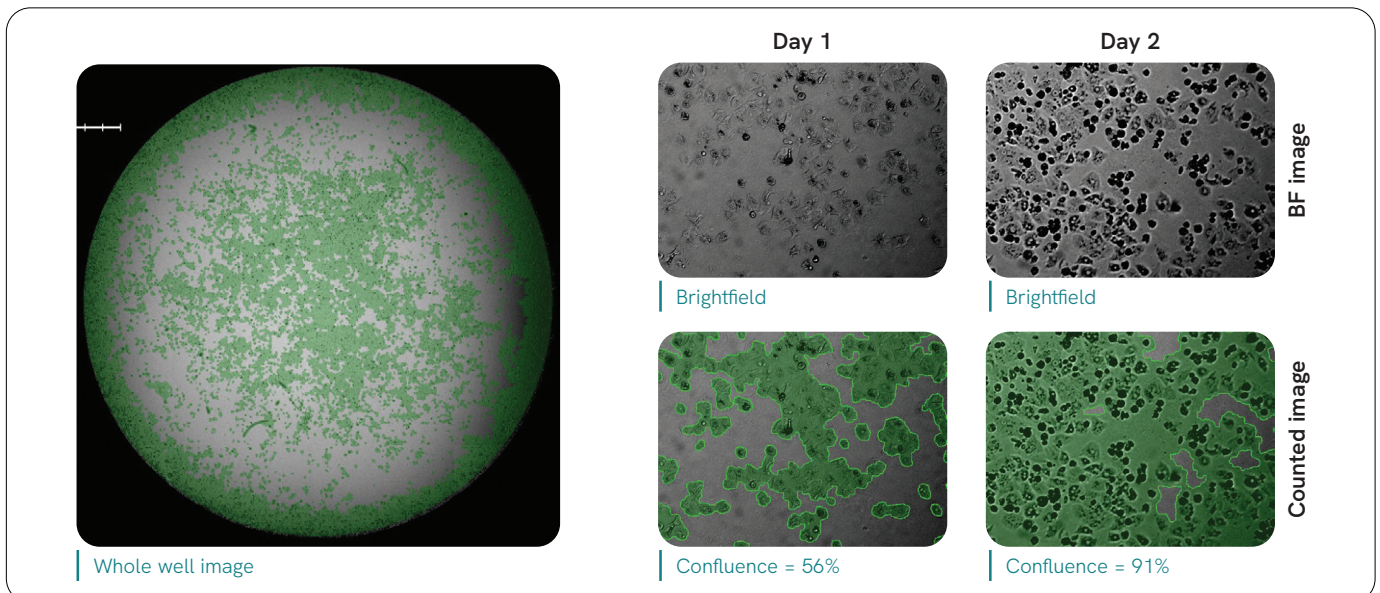 Day 1
Day 2
BF image
Brightfield
Brightfield
Counted image
Whole well image
Confluence = 56%
Confluence = 91%